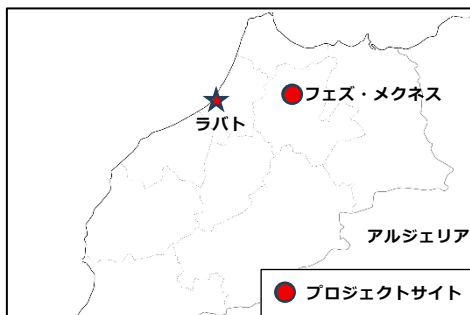 フェズ・メクネス
ラバト
アルジェリア
プロジェクトサイト